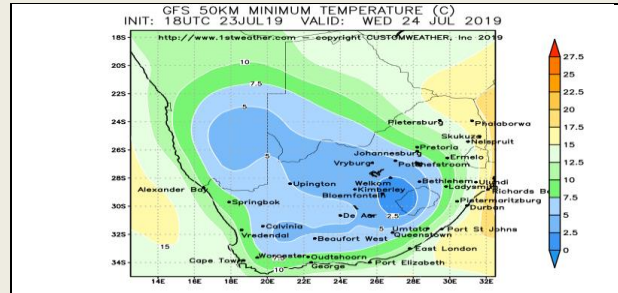 GFS 50KM MINIMUM TEMPERATURE (C)
INIT: 18UTC 23JUL19 VALID: WED 24 JUL 2019
http://www.1stweather.com — copyright CUSTOMWEATHER, Inc 2019
18S
20S
22S
24S
26S
28S
30S
32S
34S
14E
16E
18E
20E
22E
24E
26E
28E
30E
32E
10
7.5
5
5
5
2.5
15
Pietersburg
Phalaborwa
Skukuza
Nelspruit
Pretoria
Johannesburg
Ermelo
Vryburg
Potchefstroom
Alexander Bay
Upington
Welkom
Bethlehem
Ulundi
Kimberley
Ladysmi
Richards Ba
Bloemfontein
Springbok
Pietermaritzburg
De Aar
Durban
Calvinia
Umtata
Port St Johns
Vredendal
Beaufort West
Queenstown
East London
Worcester
Oudtshoorn
Cape Town
George
Port Elizabeth
27.5
25
22.5
20
17.5
15
12.5
10
7.5
5
2.5
0